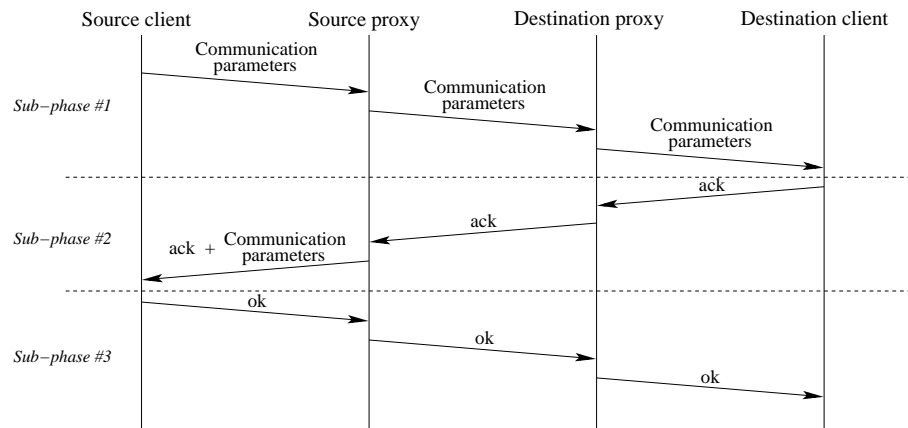 Source client
Source proxy
Destination proxy
Destination client
Communication
parameters
Sub−phase #1
Communication
parameters
Communication
parameters
ack
ack
Sub−phase #2
ack + Communication
parameters
ok
ok
Sub−phase #3
ok